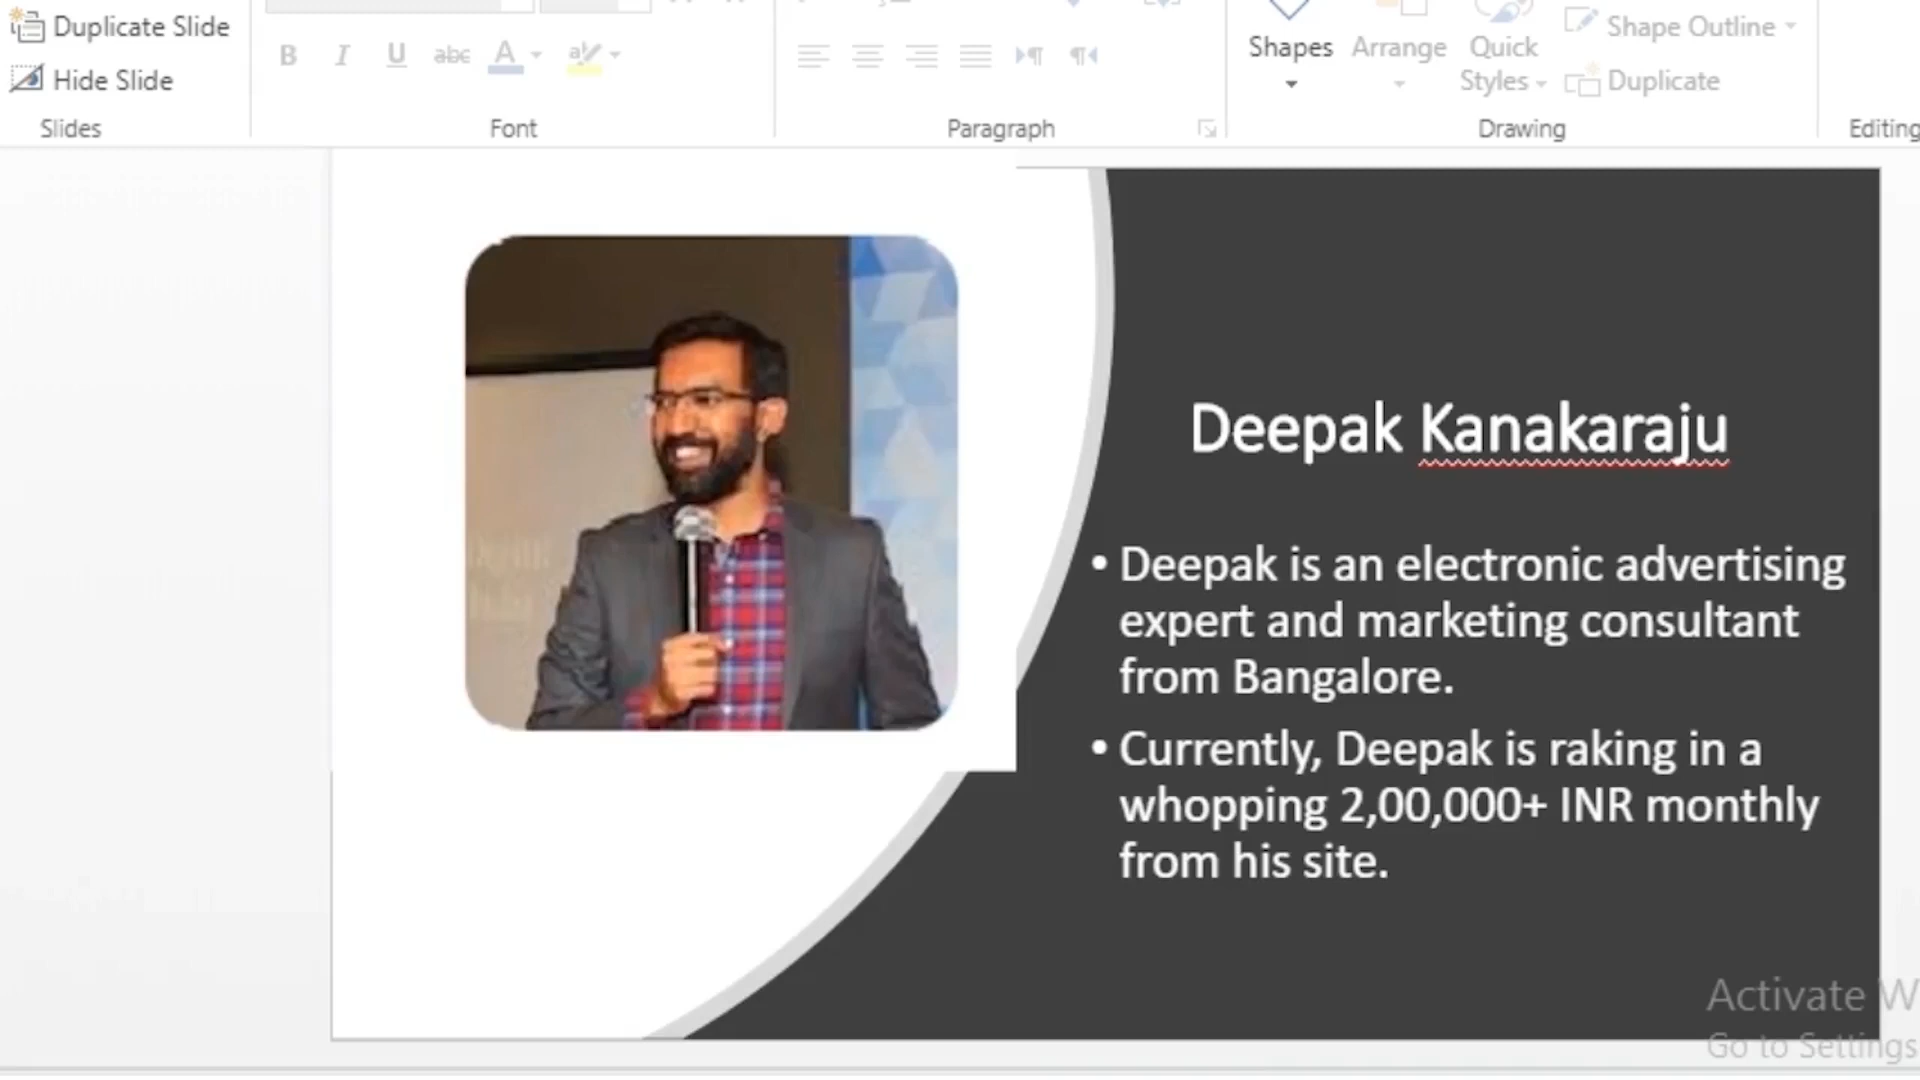 Duplicate Slide
Hide Slide
Slides
B I U abc A
Font
Paragraph
Shapes
Arrange
Quick
Styles
Shape Outline
Duplicate
Drawing
Editing
Deepak Kanakaraju
• Deepak is an electronic advertising
expert and marketing consultant
from Bangalore.
• Currently, Deepak is raking in a
whopping 2,00,000+ INR monthly
from his site.
Activate W
Go to Settings